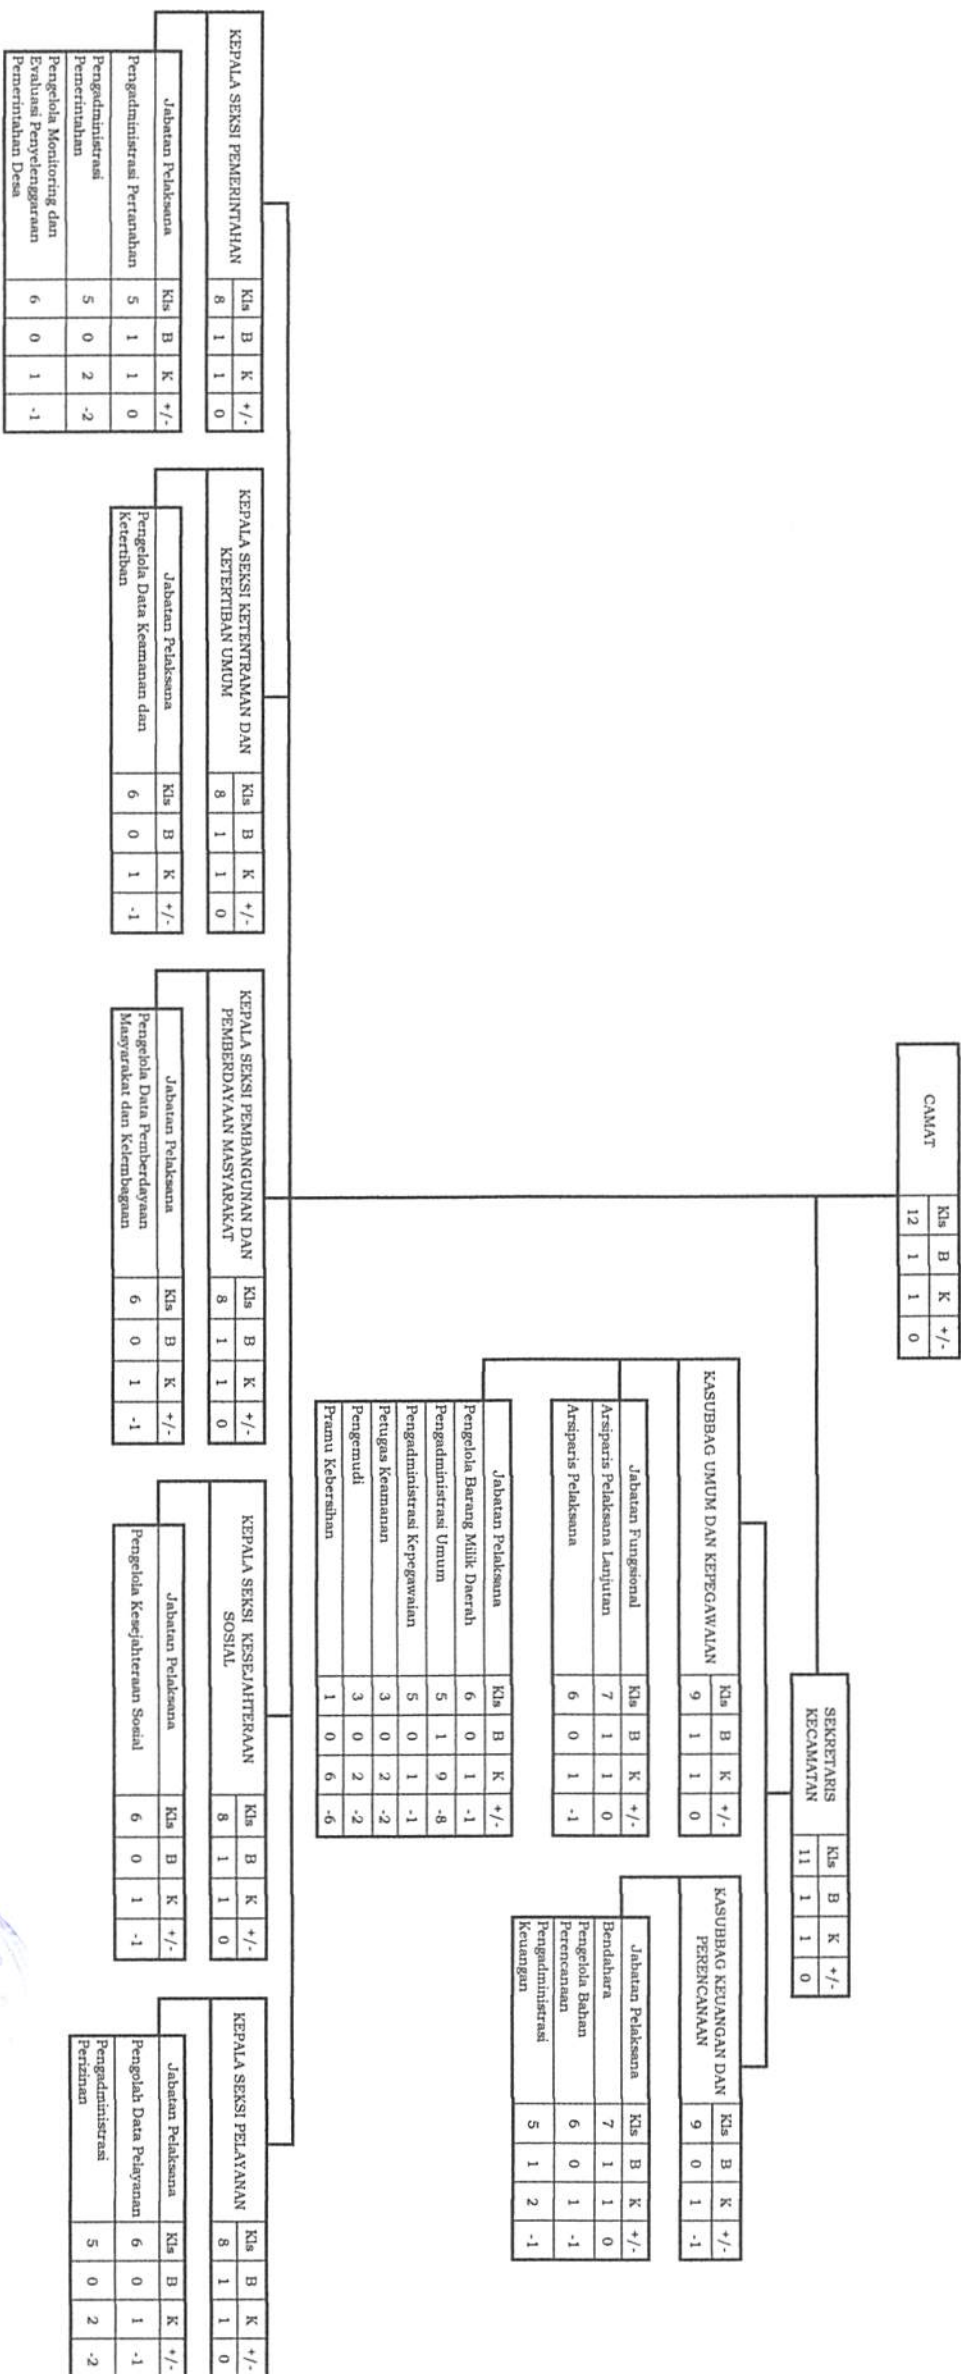 CAMAT
Kls B K +/-
12 1 1 0
SEKRETARIS
KECAMATAN
Kls B K +/-
11 1 1 0
KASUBBAG UMUM DAN KEPEGAWAIAN
Kls B K +/-
9 1 1 0
Jabatan Fungsional Kls B K +/-
Arsiparis Pelaksana Lanjutan 7 1 1 0
Arsiparis Pelaksana 6 0 1 -1
Jabatan Pelaksana Kls B K +/-
Pengelola Barang Milik Daerah 6 0 1 -1
Pengadministrasi Umum 5 1 9 -8
Pengadministrasi Kepegawaian 5 0 1 -1
Petugas Keamanan 3 0 2 -2
Pengemudi 3 0 2 -2
Pramu Kebersihan 1 0 6 -6
KASUBBAG KEUANGAN DAN
PERENCANAAN
Kls B K +/-
9 0 1 -1
Jabatan Pelaksana Kls B K +/-
Bendahara 7 1 1 0
Pengelola Bahan
Perencanaan 6 0 1 -1
Pengadministrasi
Keuangan 5 1 2 -1
KEPALA SEKSI PEMERINTAHAN
Kls B K +/-
8 1 1 0
Jabatan Pelaksana Kls B K +/-
Pengadministrasi Pertanahan 5 1 1 0
Pengadministrasi
Pemerintahan 5 0 2 -2
Pengelola Monitoring dan
Evaluasi Penyelenggaraan
Pemerintahan Desa 6 0 1 -1
KEPALA SEKSI KETENTRAMAN DAN
KETERTIBAN UMUM
Kls B K +/-
8 1 1 0
Jabatan Pelaksana Kls B K +/-
Pengelola Data Keamanan dan
Ketertiban 6 0 1 -1
KEPALA SEKSI PEMBANGUNAN DAN
PEMBERDAYAAN MASYARAKAT
Kls B K +/-
8 1 1 0
Jabatan Pelaksana Kls B K +/-
Pengelola Data Pemberdayaan
Masyarakat dan Kelembagaan 6 0 1 -1
KEPALA SEKSI KESEJAHTERAAN
SOSIAL
Kls B K +/-
8 1 1 0
Jabatan Pelaksana Kls B K +/-
Pengelola Kesejahteraan Sosial 6 0 1 -1
KEPALA SEKSI PELAYANAN
Kls B K +/-
8 1 1 0
Jabatan Pelaksana Kls B K +/-
Pengolah Data Pelayanan 6 0 1 -1
Pengadministrasi
Perizinan 5 0 2 -2